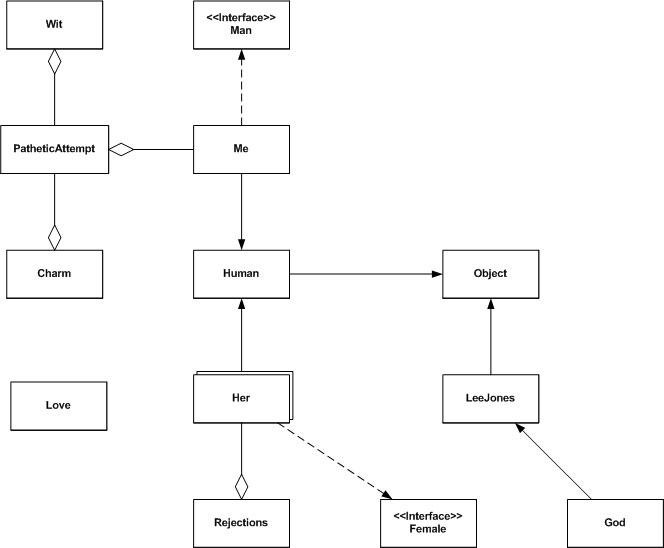 Wit
<<Interface>>
Man
PatheticAttempt
Me
Charm
Human
Object
Love
Her
LeeJones
Rejections
<<Interface>>
Female
God